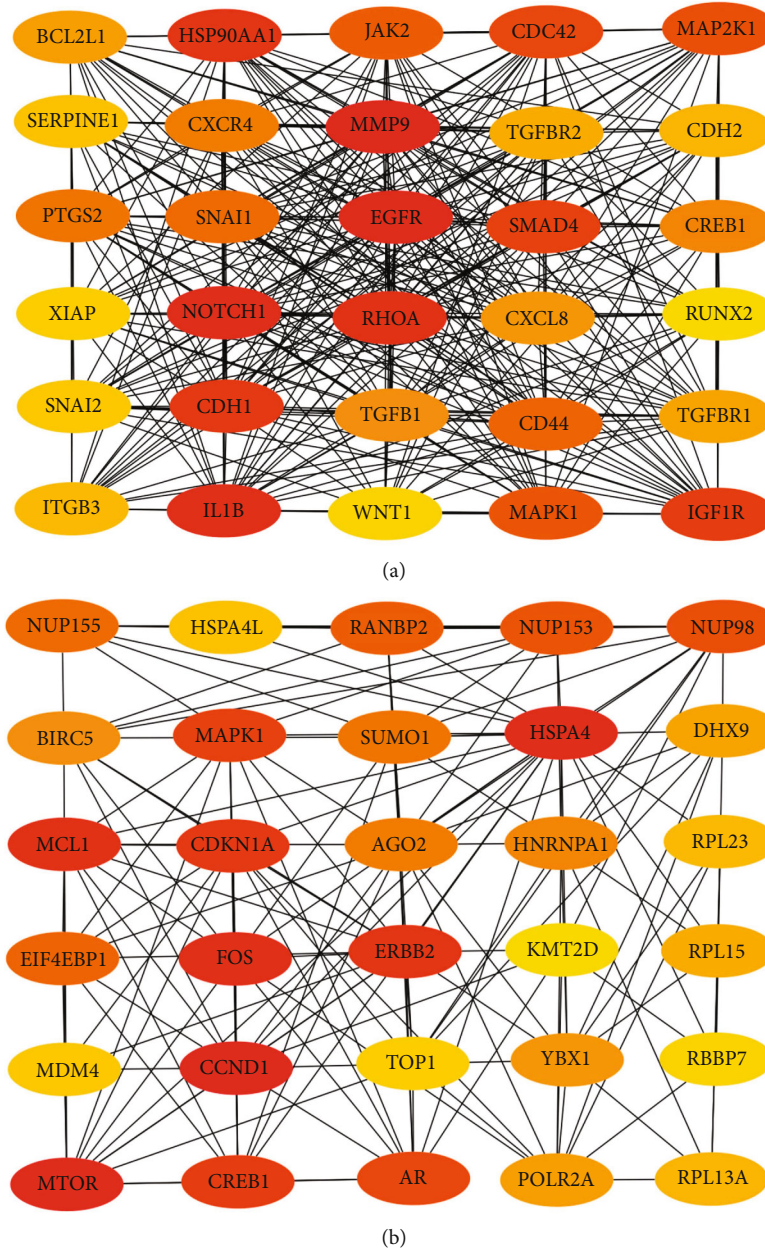 BCL2L1 HSP90AA1 JAK2 CDC42 MAP2K1
SERPINE1 CXCR4 MMP9 TGFBR2 CDH2
PTGS2 SNAI1 EGFR SMAD4 CREB1
XIAP NOTCH1 RHOA CXCL8 RUNX2
SNAI2 CDH1 TGFB1 CD44 TGFBR1
ITGB3 IL1B WNT1 MAPK1 IGF1R
(a)
NUP155 HSPA4L RANBP2 NUP153 NUP98
BIRC5 MAPK1 SUMO1 HSPA4 DHX9
MCL1 CDKN1A AGO2 HNRNPA1 RPL23
EIF4EBP1 FOS ERBB2 KMT2D RPL15
MDM4 CCND1 TOP1 YBX1 RBBP7
MTOR CREB1 AR POLR2A RPL13A
(b)